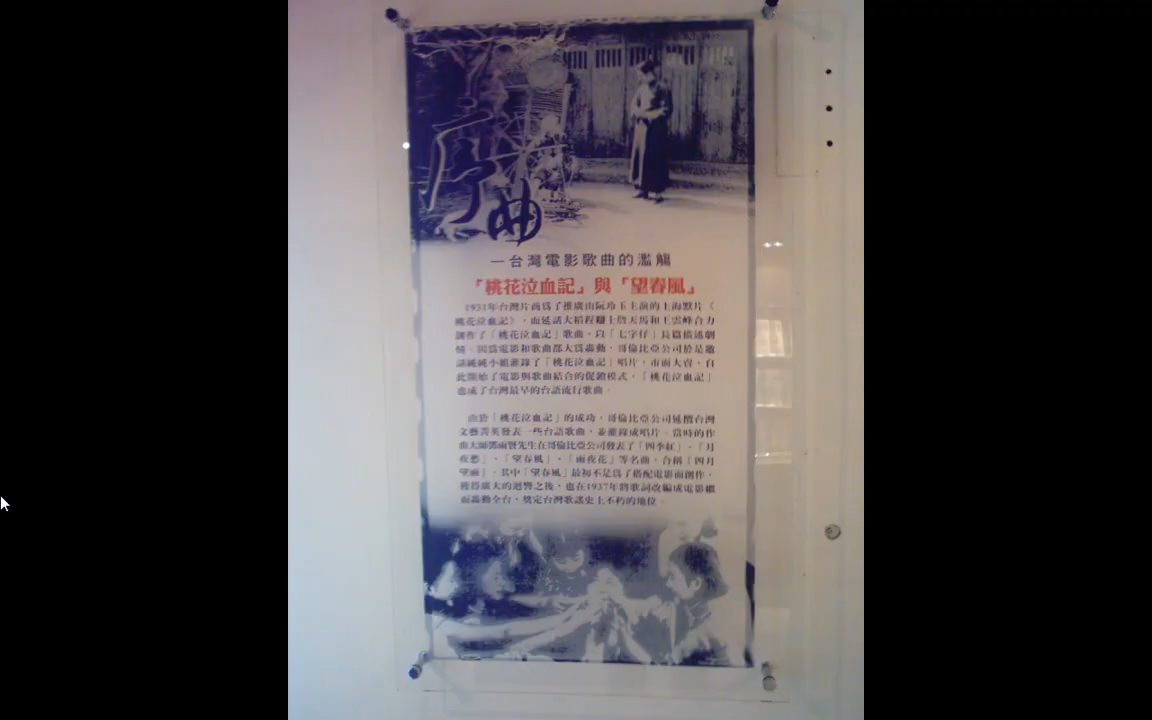 序曲
—台灣電影歌曲的濫觴
「桃花泣血記」與「望春風」
1931年台灣片商為了推廣由阮玲玉主演的上海默片《
桃花泣血記》，而延請大稻埕辯士詹天馬和王雲峰合力
創作了「桃花泣血記」歌曲，以「七字仔」長篇描述劇
情。因為電影和歌曲都大為轟動，哥倫比亞公司於是邀
請純純小姐灌錄了「桃花泣血記」唱片，市面大賣，自
此開始了電影與歌曲結合的促銷模式，「桃花泣血記」
也成了台灣最早的台語流行歌曲。
由於「桃花泣血記」的成功，哥倫比亞公司延攬台灣
文藝菁英發表一些台語歌曲，並灌錄成唱片。當時的作
曲大師鄧雨賢先生在哥倫比亞公司發表了「四季紅」、「月
夜愁」、「望春風」、「雨夜花」等名曲，合稱「四月
望雨」。其中「望春風」最初不是為了搭配電影而創作，
獲得廣大的迴響之後，也在1937年將歌詞改編成電影繼
而轟動全台，奠定台灣歌謠史上不朽的地位。